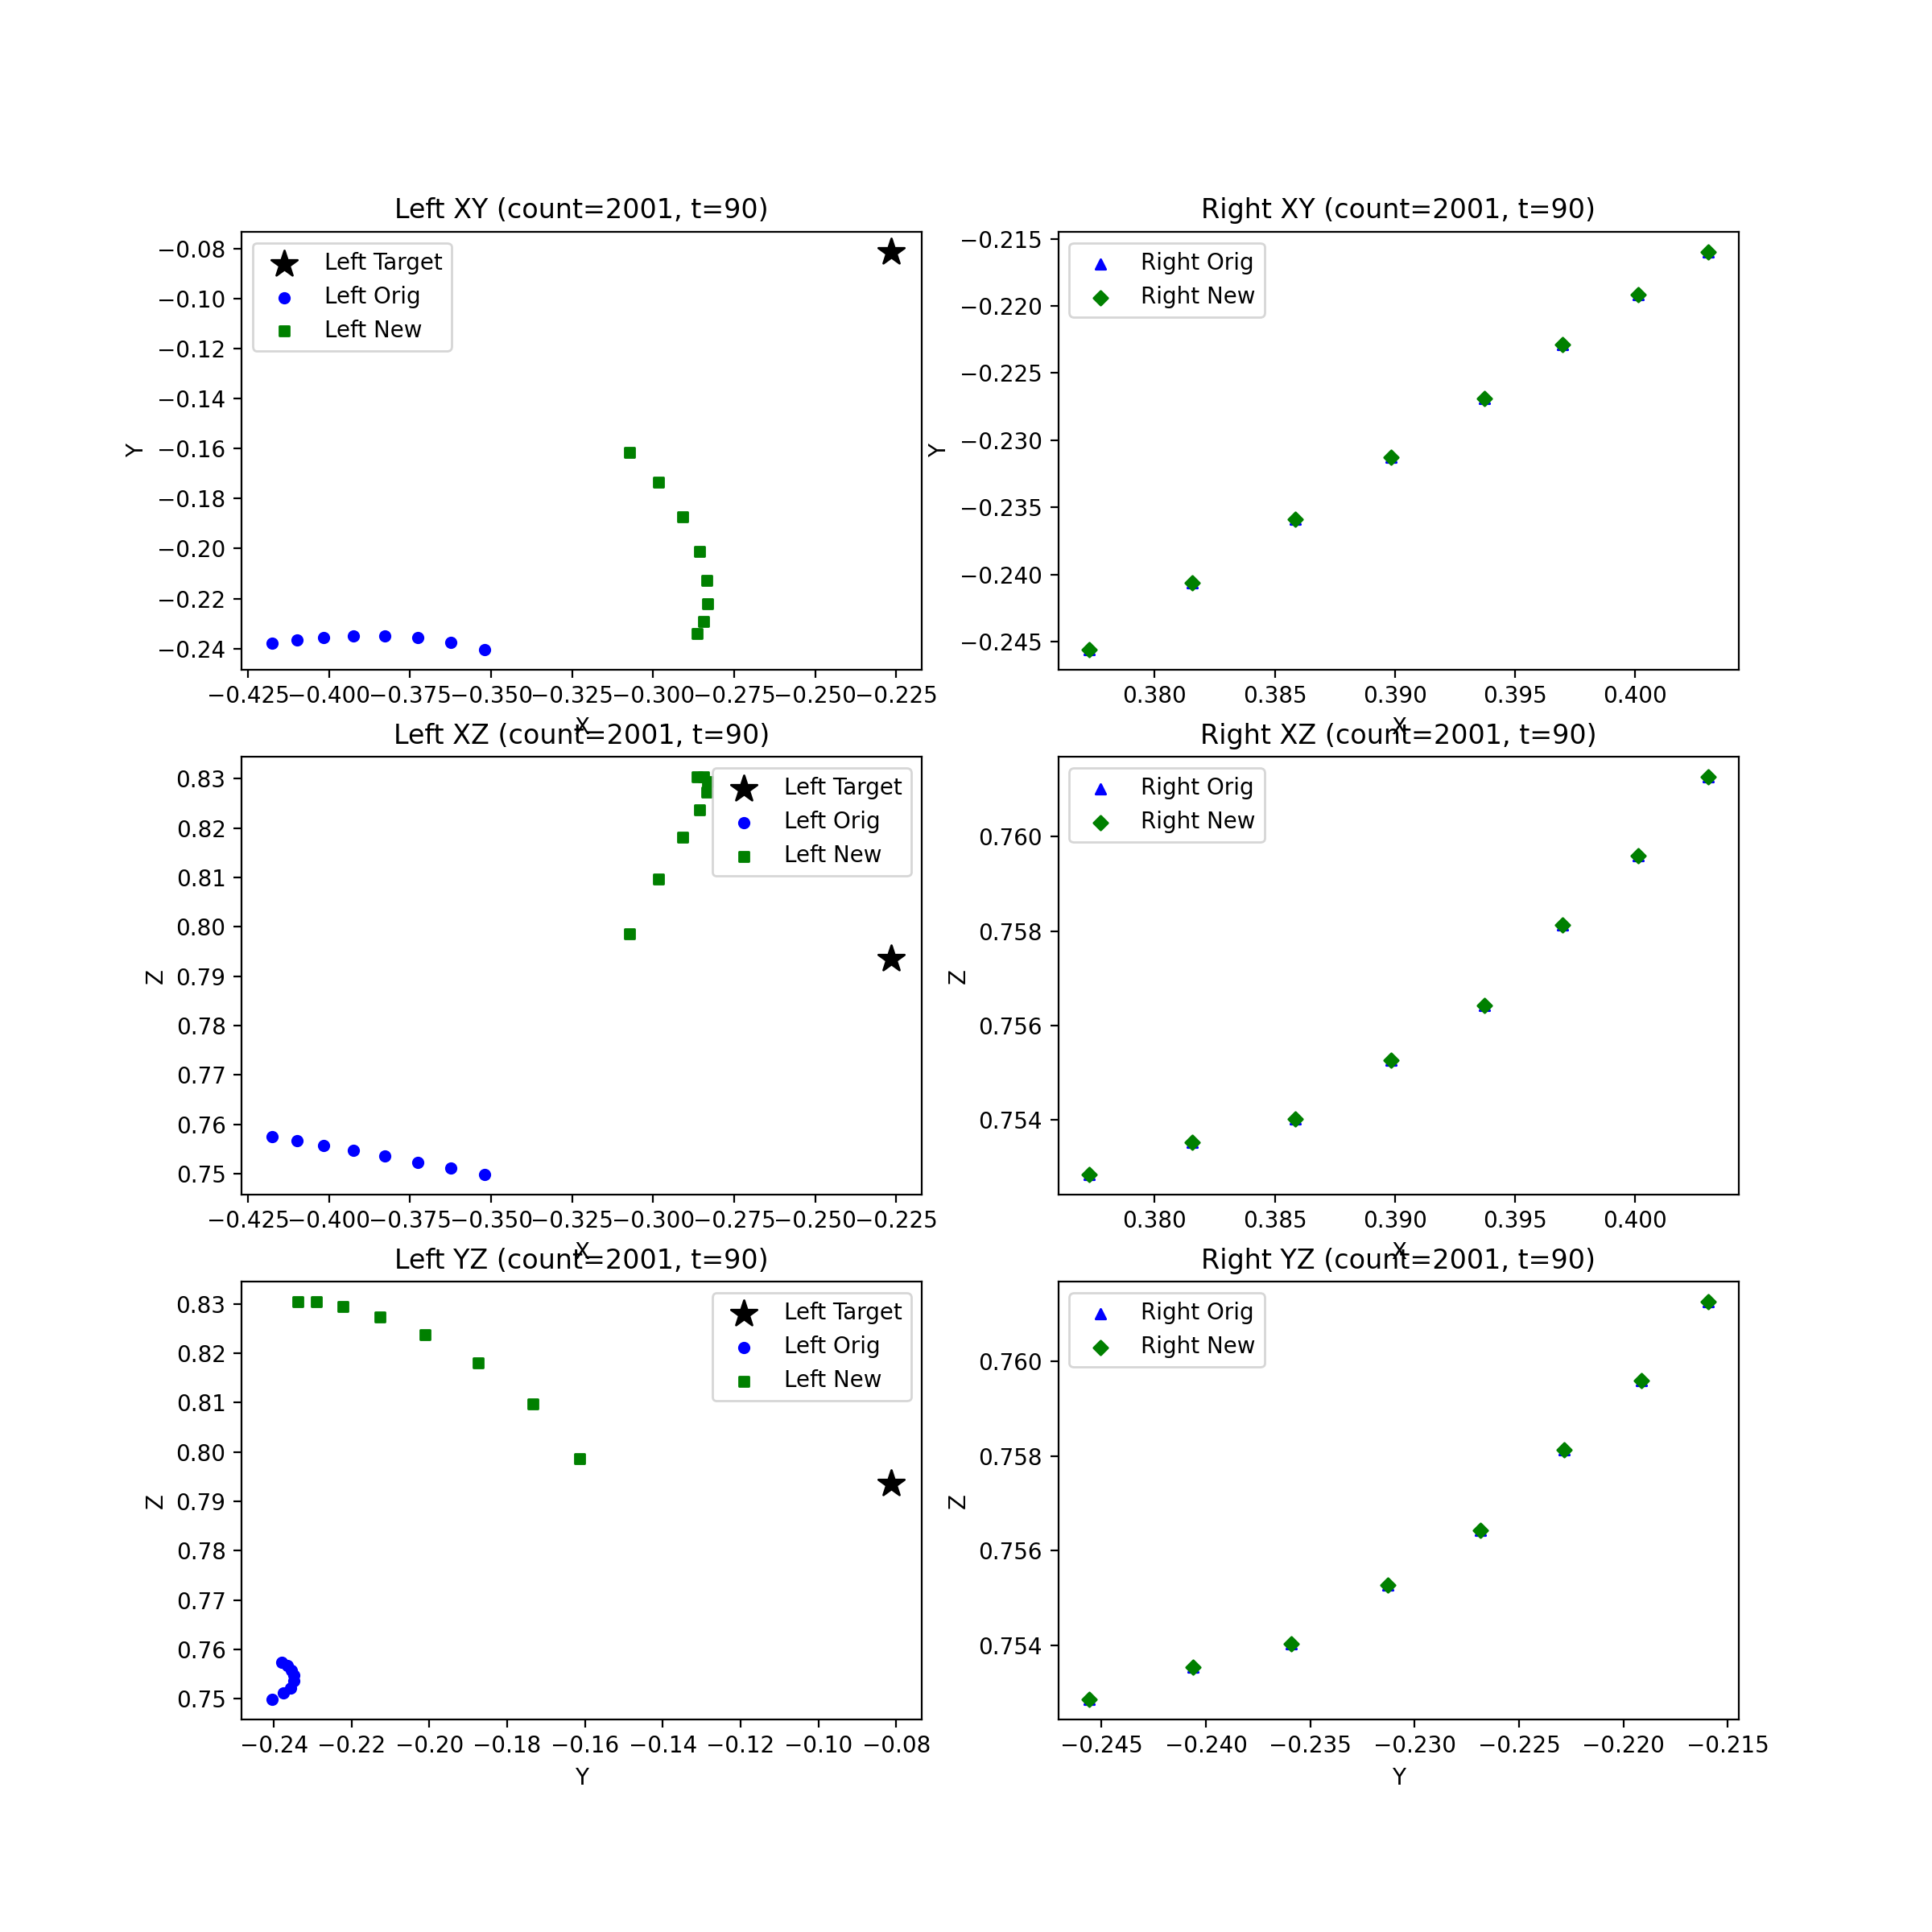 Left XY (count=2001, t=90)
Right XY (count=2001, t=90)
Left Target
Left Orig
Left New
Right Orig
Right New
−0.08
−0.10
−0.12
−0.14
−0.16
−0.18
−0.20
−0.22
−0.24
Y
−0.425 −0.400 −0.375 −0.350 −0.325 −0.300 −0.275 −0.250 −0.225
X
−0.215
−0.220
−0.225
−0.230
−0.235
−0.240
−0.245
Y
0.380 0.385 0.390 0.395 0.400
X
Left XZ (count=2001, t=90)
Right XZ (count=2001, t=90)
Left Target
Left Orig
Left New
Right Orig
Right New
0.83
0.82
0.81
0.80
0.79
0.78
0.77
0.76
0.75
Z
−0.425 −0.400 −0.375 −0.350 −0.325 −0.300 −0.275 −0.250 −0.225
X
0.760
0.758
0.756
0.754
Z
0.380 0.385 0.390 0.395 0.400
X
Left YZ (count=2001, t=90)
Right YZ (count=2001, t=90)
Left Target
Left Orig
Left New
Right Orig
Right New
0.83
0.82
0.81
0.80
0.79
0.78
0.77
0.76
0.75
Z
−0.24 −0.22 −0.20 −0.18 −0.16 −0.14 −0.12 −0.10 −0.08
Y
0.760
0.758
0.756
0.754
Z
−0.245 −0.240 −0.235 −0.230 −0.225 −0.220 −0.215
Y